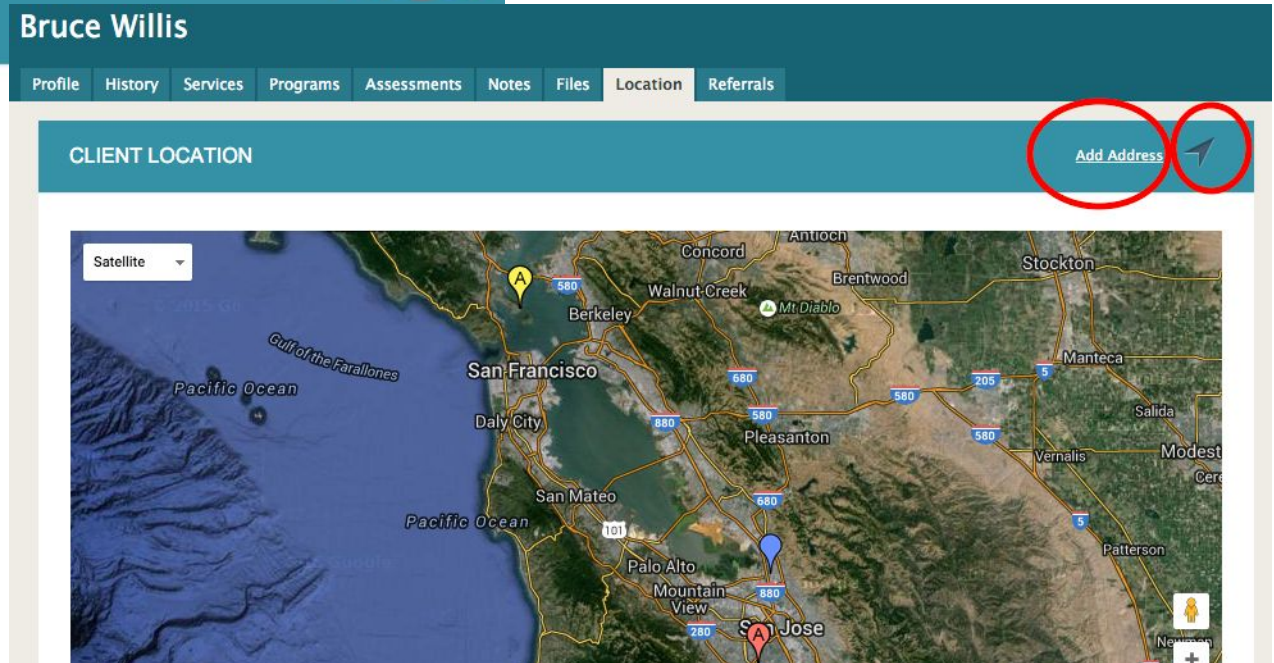 Bruce Willis
Profile History Services Programs Assessments Notes Files Location Referrals
CLIENT LOCATION
Add Address
Satellite
Antioch
Concord
Stockton
Brentwood
Walnut Creek
A
580
Mt Diablo
Berkeley
Gulf of the Farallones
Manteca
5
San Francisco
680
205
Pacific Ocean
580
Salida
Daly City
880
580
580
Pleasanton
Vernalis
Modest
Cere
San Mateo
680
Pacific Ocean
101
5
Patterson
Palo Alto
Mountain
View
880
280
San Jose
A
Newman
+